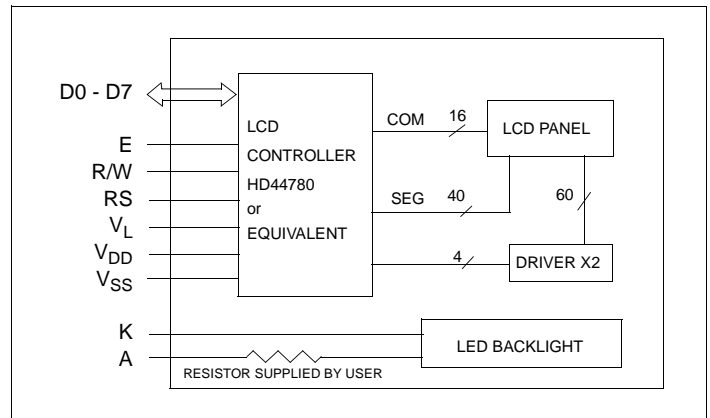 D0 - D7
E
R/W
RS
VL
VDD
VSS
K
A
LCD
CONTROLLER
HD44780
or
EQUIVALENT
COM 16
SEG 40
4
LCD PANEL
60
DRIVER X2
LED BACKLIGHT
RESISTOR SUPPLIED BY USER